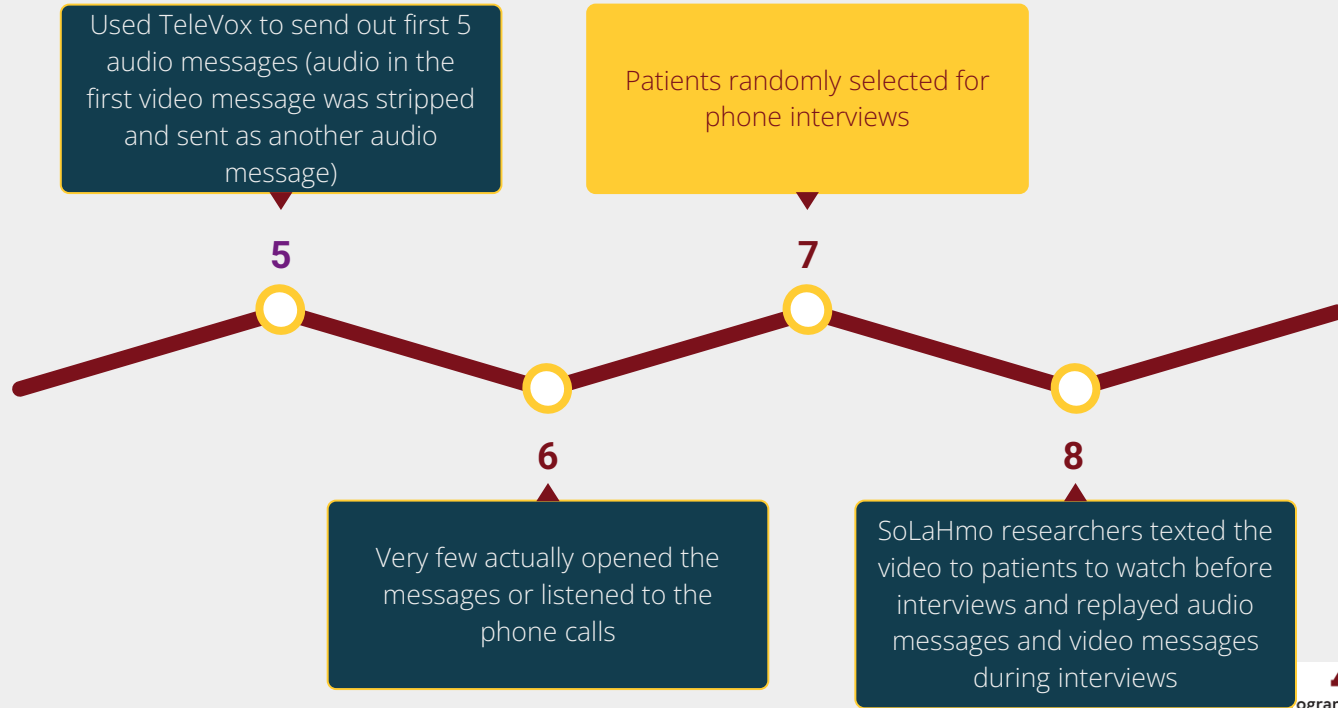 Used TeleVox to send out first 5
audio messages (audio in the
first video message was stripped
and sent as another audio
message)
Patients randomly selected for
phone interviews
5
7
6
8
Very few actually opened the
messages or listened to the
phone calls
SoLaHmo researchers texted the
video to patients to watch before
interviews and replayed audio
messages and video messages
during interviews